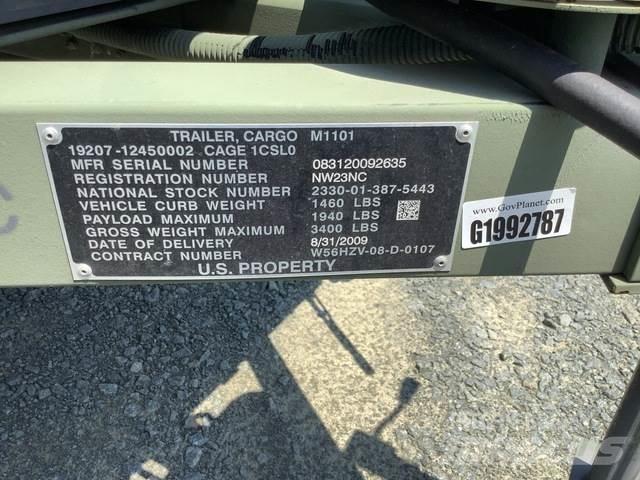 TRAILER, CARGO M1101
19207-12450002 CAGE 1CSL0
MFR SERIAL NUMBER 083120092635
REGISTRATION NUMBER NW23NC
NATIONAL STOCK NUMBER 2330-01-387-5443
VEHICLE CURB WEIGHT 1460 LBS
PAYLOAD MAXIMUM 1940 LBS
GROSS WEIGHT MAXIMUM 3400 LBS
DATE OF DELIVERY 8/31/2009
CONTRACT NUMBER W56HZV-08-D-0107
U.S. PROPERTY
www.GovPlanet.com
G1992787